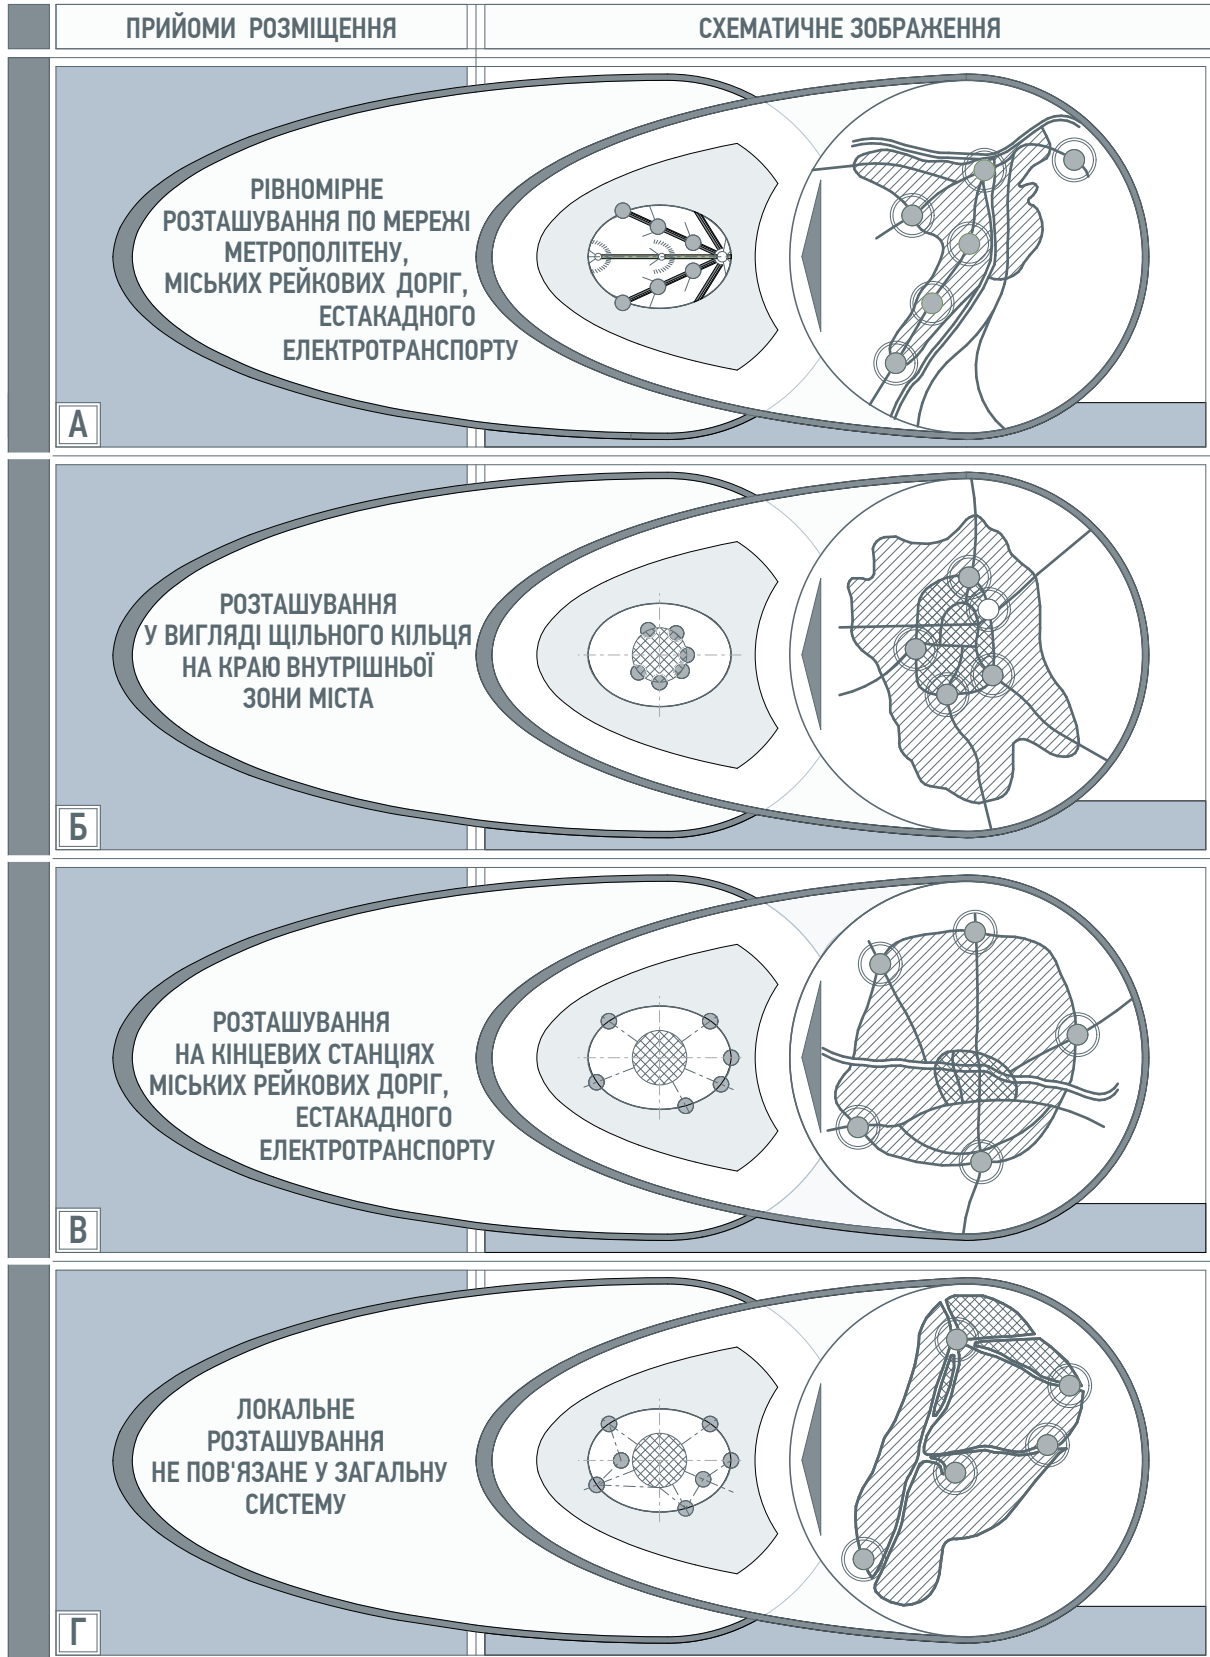 ПРИЙОМИ РОЗМІЩЕННЯ
СХЕМАТИЧНЕ ЗОБРАЖЕННЯ
РІВНОМІРНЕ
РОЗТАШУВАННЯ ПО МЕРЕЖІ
МЕТРОПОЛІТЕНУ,
МІСЬКИХ РЕЙКОВИХ ДОРІГ,
ЕСТАКАДНОГО
ЕЛЕКТРОТРАНСПОРТУ
А
РОЗТАШУВАННЯ
У ВИГЛЯДІ ЩІЛЬНОГО КІЛЬЦЯ
НА КРАЮ ВНУТРІШНЬОЇ
ЗОНИ МІСТА
Б
РОЗТАШУВАННЯ
НА КІНЦЕВИХ СТАНЦІЯХ
МІСЬКИХ РЕЙКОВИХ ДОРІГ,
ЕСТАКАДНОГО
ЕЛЕКТРОТРАНСПОРТУ
В
ЛОКАЛЬНЕ
РОЗТАШУВАННЯ
НЕ ПОВ'ЯЗАНЕ У ЗАГАЛЬНУ
СИСТЕМУ
Г